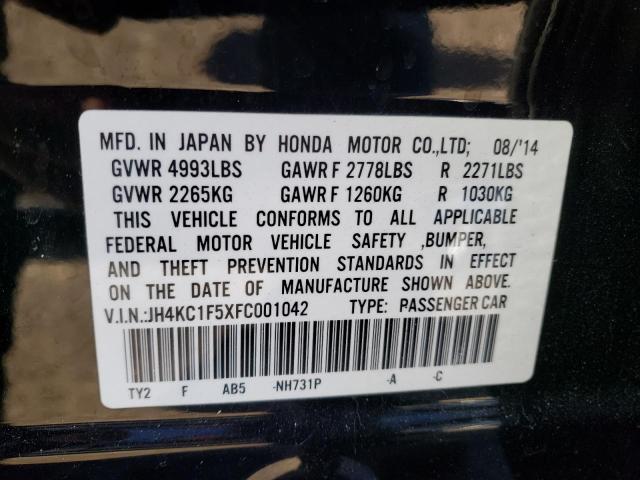 MFD. IN JAPAN BY HONDA MOTOR CO.,LTD; 08/'14
GVWR 4993LBS GAWR F 2778LBS R 2271LBS
GVWR 2265KG GAWR F 1260KG R 1030KG
THIS VEHICLE CONFORMS TO ALL APPLICABLE
FEDERAL MOTOR VEHICLE SAFETY ,BUMPER,
AND THEFT PREVENTION STANDARDS IN EFFECT
ON THE DATE OF MANUFACTURE SHOWN ABOVE.
V.I.N.:JH4KC1F5XFC001042 TYPE: PASSENGER CAR
TY2 F AB5 -NH731P -A -C